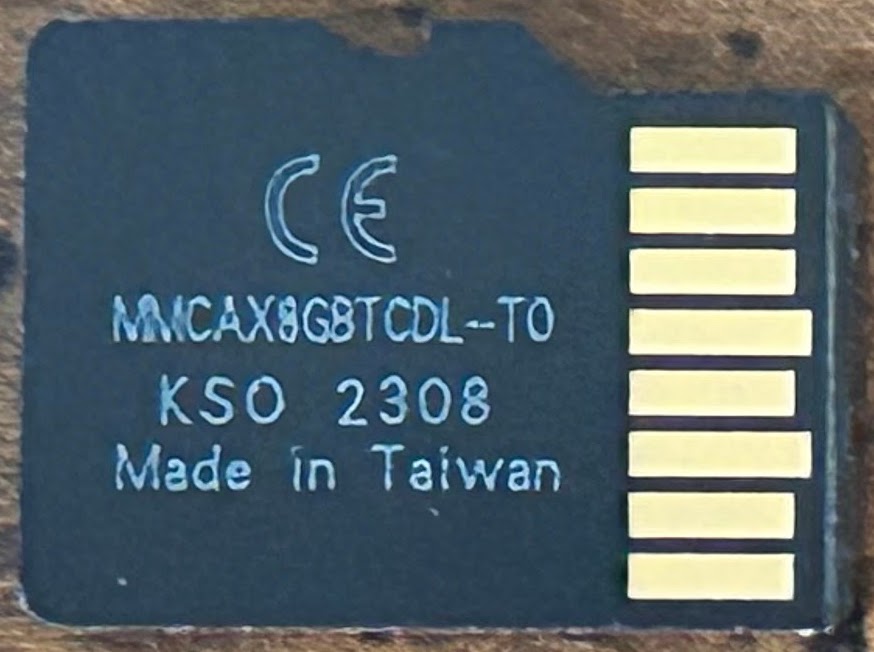 CE
MMCAX8GBTCDL-T0
KSO 2308
Made in Taiwan